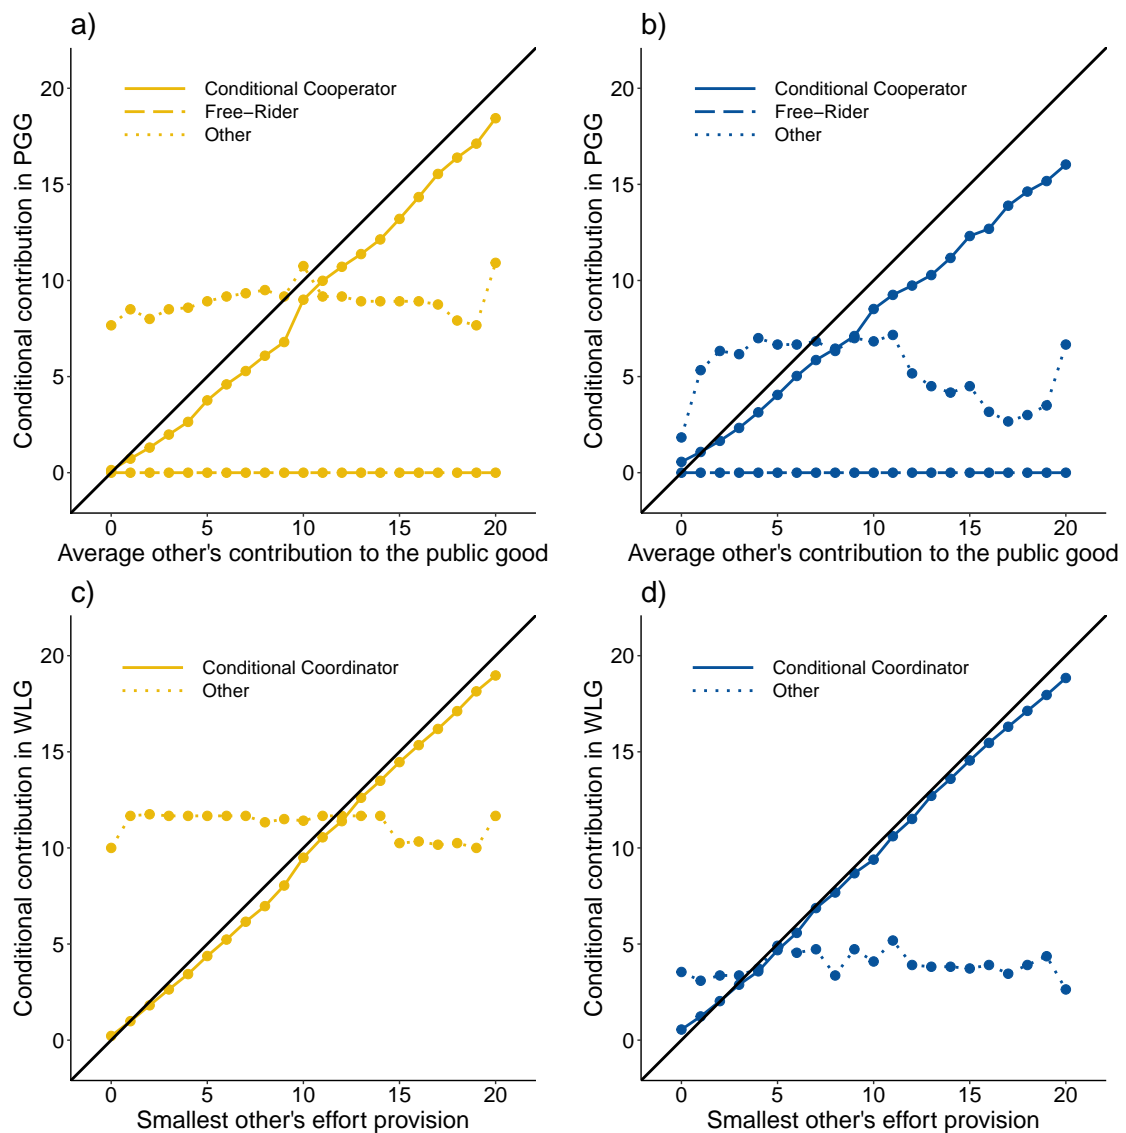 a)
Conditional contribution in PGG
20
15
10
5
0
Conditional Cooperator
Free−Rider
Other
0 5 10 15 20
Average other's contribution to the public good
b)
Conditional contribution in PGG
20
15
10
5
0
Conditional Cooperator
Free−Rider
Other
0 5 10 15 20
Average other's contribution to the public good
c)
Conditional contribution in WLG
20
15
10
5
0
Conditional Coordinator
Other
0 5 10 15 20
Smallest other's effort provision
d)
Conditional contribution in WLG
20
15
10
5
0
Conditional Coordinator
Other
0 5 10 15 20
Smallest other's effort provision